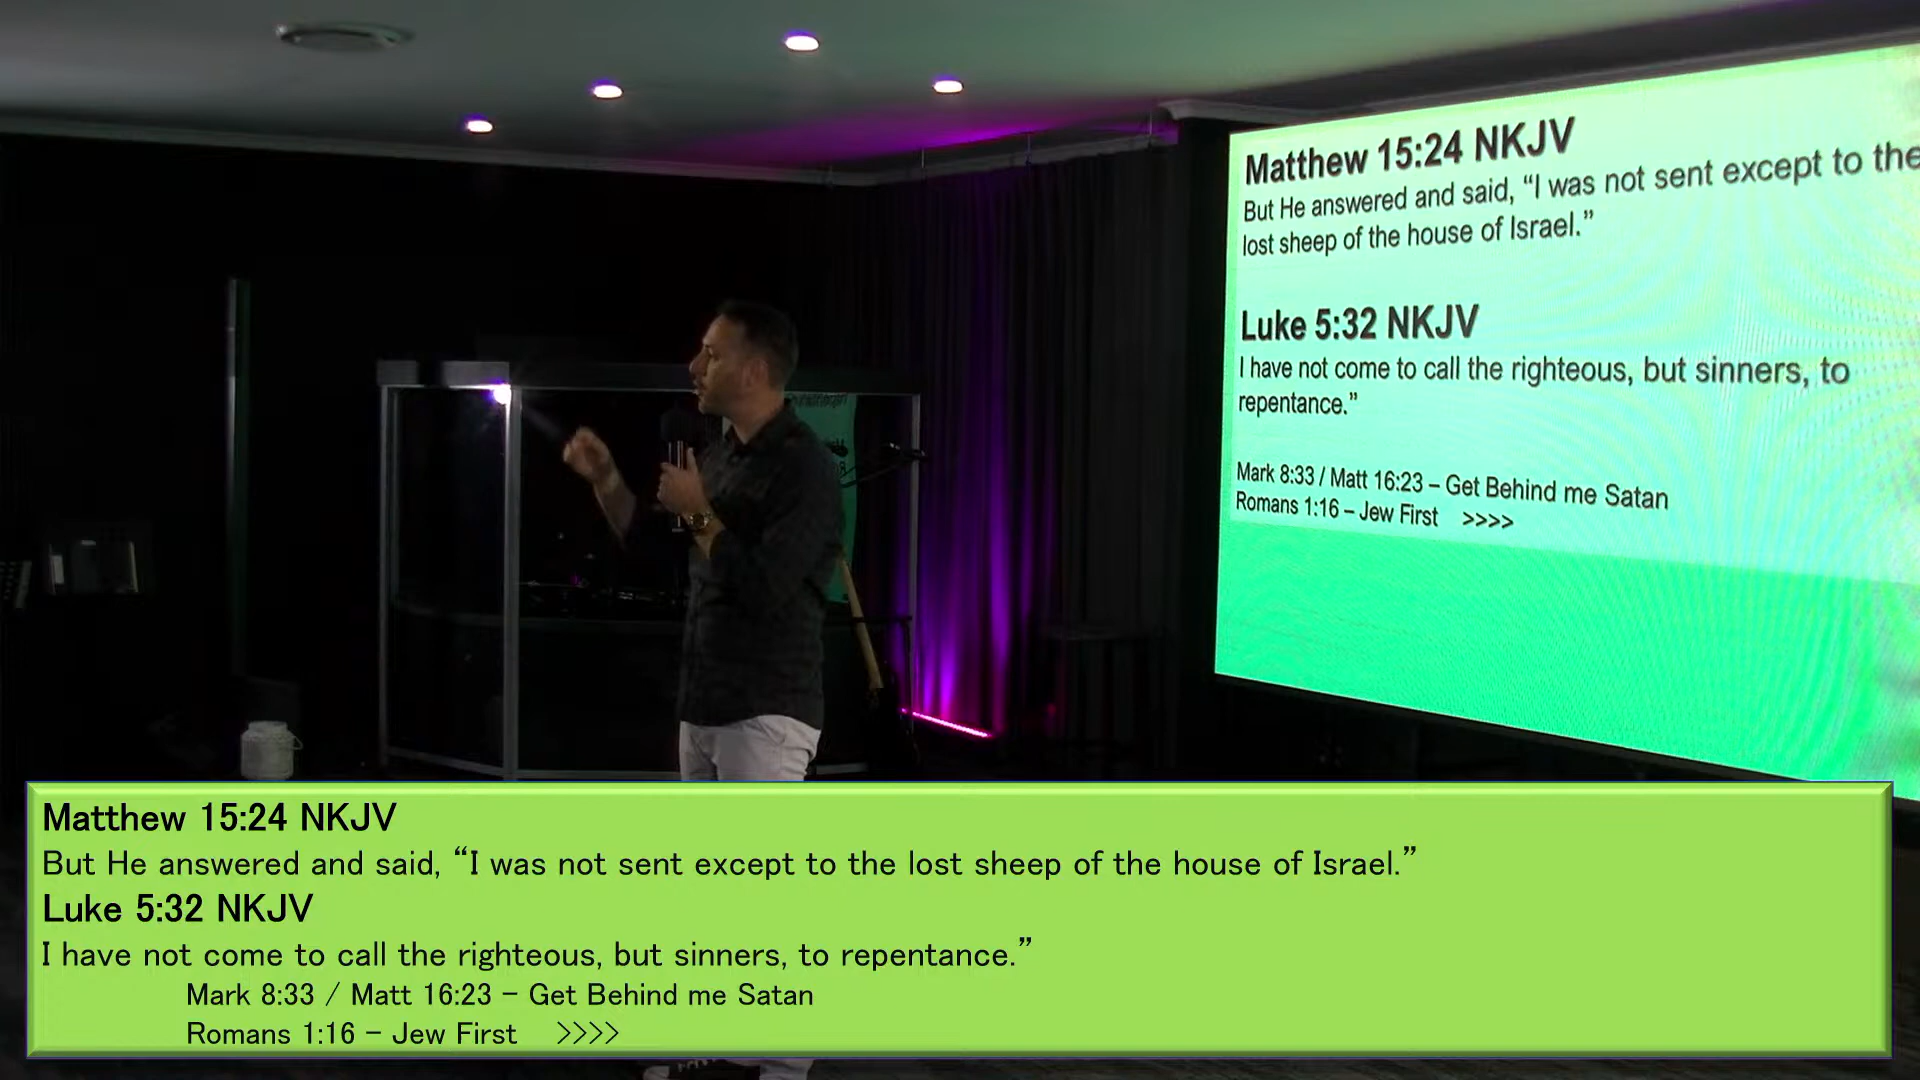 Matthew 15:24 NKJV
But He answered and said, “I was not sent except to the
lost sheep of the house of Israel.”
Luke 5:32 NKJV
I have not come to call the righteous, but sinners, to
repentance.”
Mark 8:33 / Matt 16:23 – Get Behind me Satan
Romans 1:16 – Jew First >>>>
Matthew 15:24 NKJV
But He answered and said, “I was not sent except to the lost sheep of the house of Israel.”
Luke 5:32 NKJV
I have not come to call the righteous, but sinners, to repentance.”
Mark 8:33 / Matt 16:23 – Get Behind me Satan
Romans 1:16 – Jew First >>>>